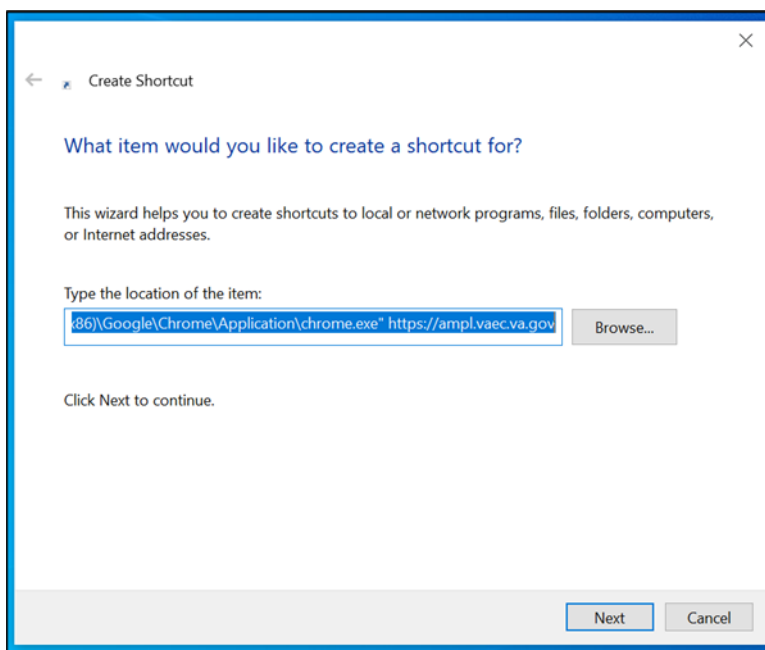 Create Shortcut
What item would you like to create a shortcut for?
This wizard helps you to create shortcuts to local or network programs, files, folders, computers,
or Internet addresses.
Type the location of the item:
x86)\Google\Chrome\Application\chrome.exe" https://ampl.vaec.va.gov
Browse...
Click Next to continue.
Next
Cancel